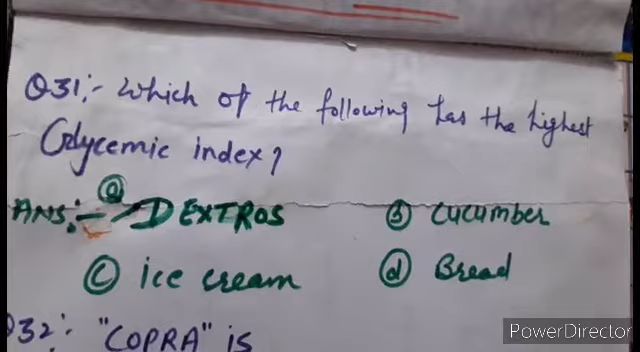 Q31:- Which of the following has the highest
Glycemic index?
Ans:- ⓐ DEXTROS ⓑ cucumber
ⓒ ice cream ⓓ Bread
Q32: "COPRA" is
PowerDirector